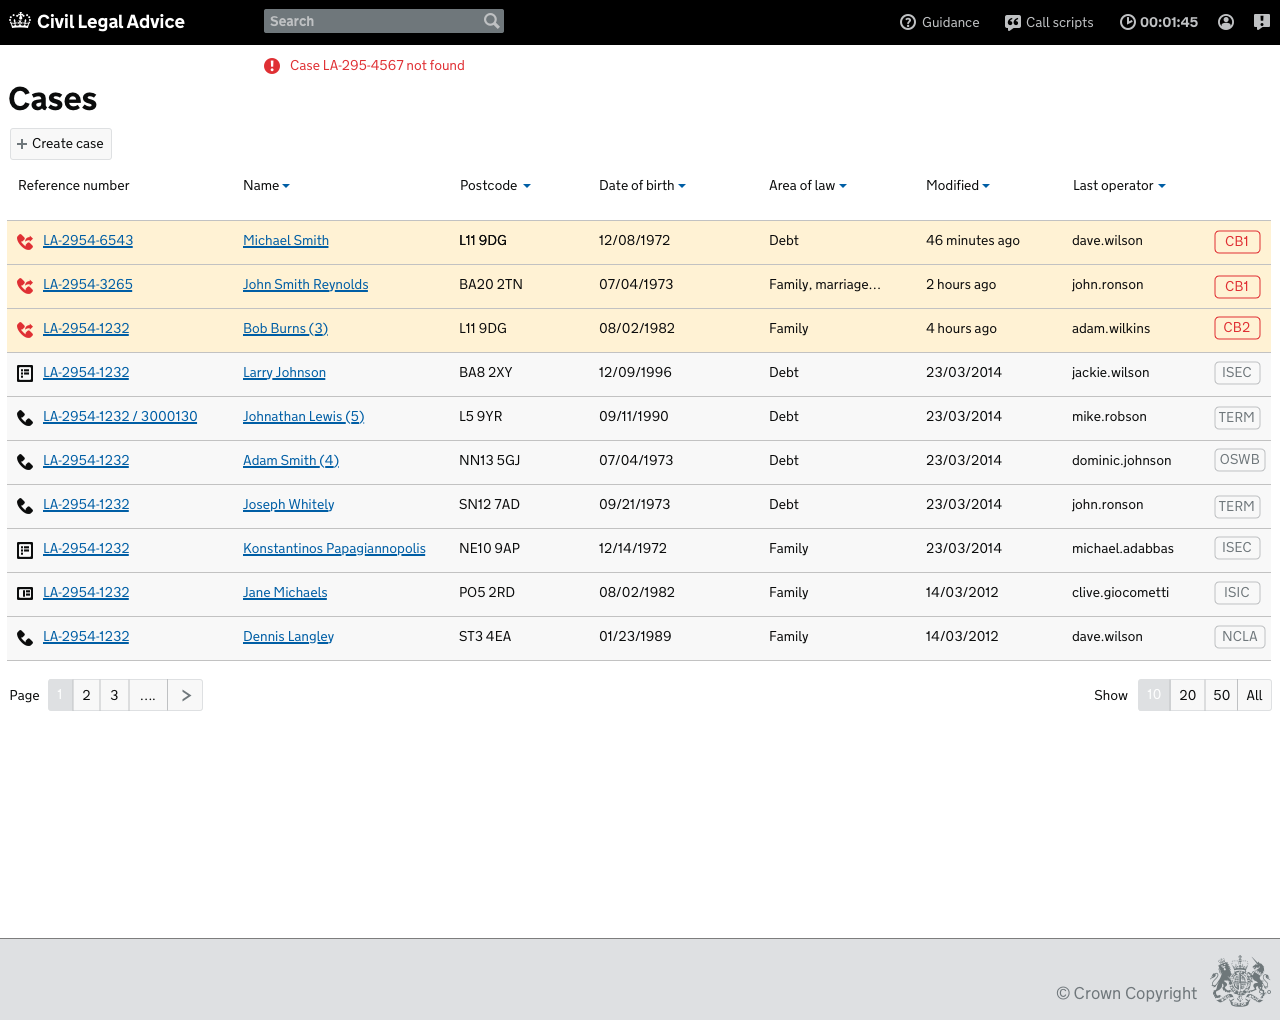 Civil Legal Advice Search Guidance Call scripts 00:01:45
Case LA-295-4567 not found
Cases
+ Create case
Reference number Name Postcode Date of birth Area of law Modified Last operator
LA-2954-6543 Michael Smith L11 9DG 12/08/1972 Debt 46 minutes ago dave.wilson CB1
LA-2954-3265 John Smith Reynolds BA20 2TN 07/04/1973 Family, marriage... 2 hours ago john.ronson CB1
LA-2954-1232 Bob Burns (3) L11 9DG 08/02/1982 Family 4 hours ago adam.wilkins CB2
LA-2954-1232 Larry Johnson BA8 2XY 12/09/1996 Debt 23/03/2014 jackie.wilson ISEC
LA-2954-1232 / 3000130 Johnathan Lewis (5) L5 9YR 09/11/1990 Debt 23/03/2014 mike.robson TERM
LA-2954-1232 Adam Smith (4) NN13 5GJ 07/04/1973 Debt 23/03/2014 dominic.johnson OSWB
LA-2954-1232 Joseph Whitely SN12 7AD 09/21/1973 Debt 23/03/2014 john.ronson TERM
LA-2954-1232 Konstantinos Papagiannopolis NE10 9AP 12/14/1972 Family 23/03/2014 michael.adabbas ISEC
LA-2954-1232 Jane Michaels PO5 2RD 08/02/1982 Family 14/03/2012 clive.giocometti ISIC
LA-2954-1232 Dennis Langley ST3 4EA 01/23/1989 Family 14/03/2012 dave.wilson NCLA
Page 1 2 3 .... > Show 10 20 50 All
© Crown Copyright